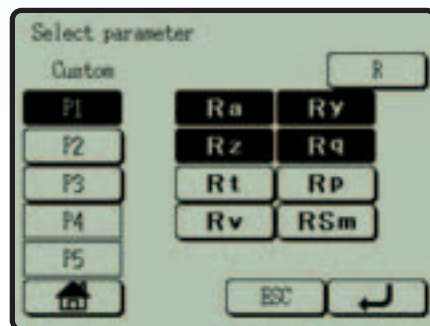 Select parameter
Custom R
P1 Ra Ry
P2 Rz Rq
P3 Rt Rp
P4 Rv RSm
P5
ESC